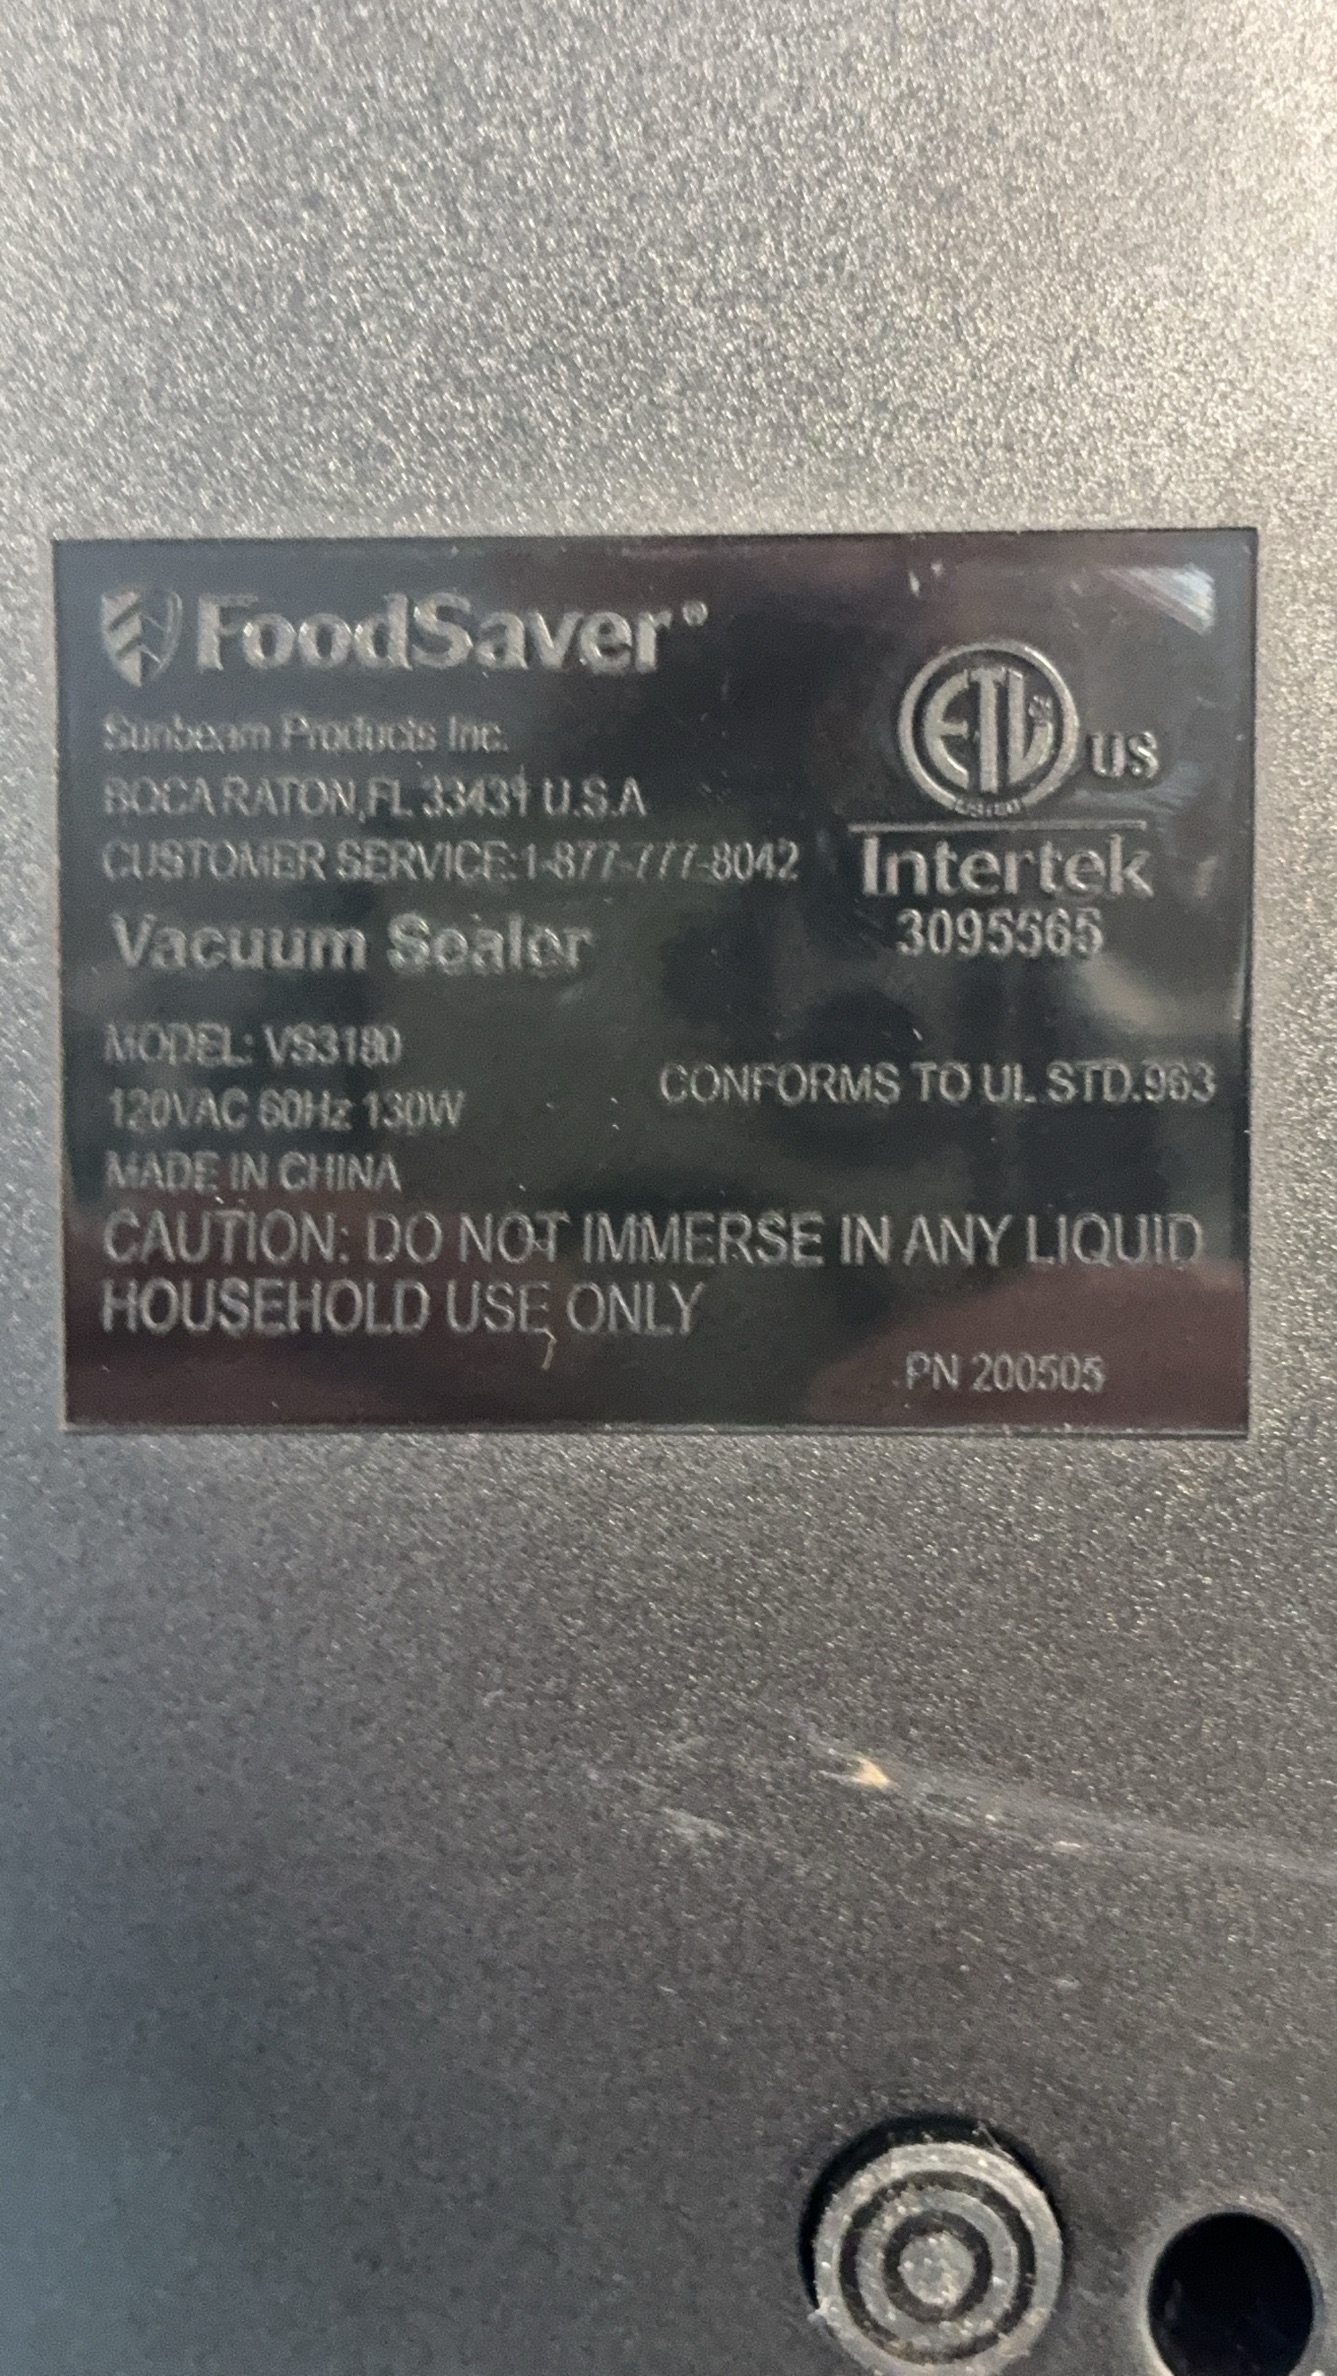 FoodSaver®
Sunbeam Products Inc.
BOCA RATON,FL 33431 U.S.A
CUSTOMER SERVICE:1-877-777-8042
Vacuum Sealer
MODEL: VS3180
120VAC 60Hz 130W
MADE IN CHINA
CAUTION: DO NOT IMMERSE IN ANY LIQUID
HOUSEHOLD USE ONLY
ETL
us
LISTED
Intertek
3095565
CONFORMS TO UL STD.963
PN 200505